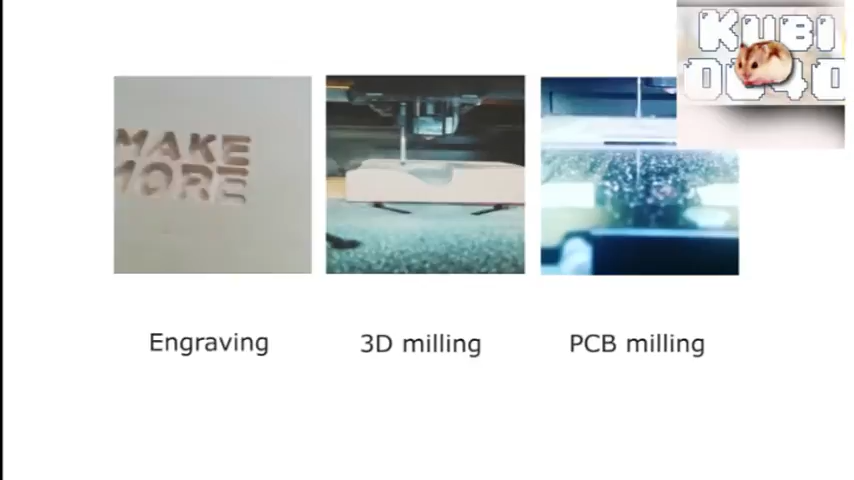 KUBI
0040
MAKE
MORE
Engraving
3D milling
PCB milling